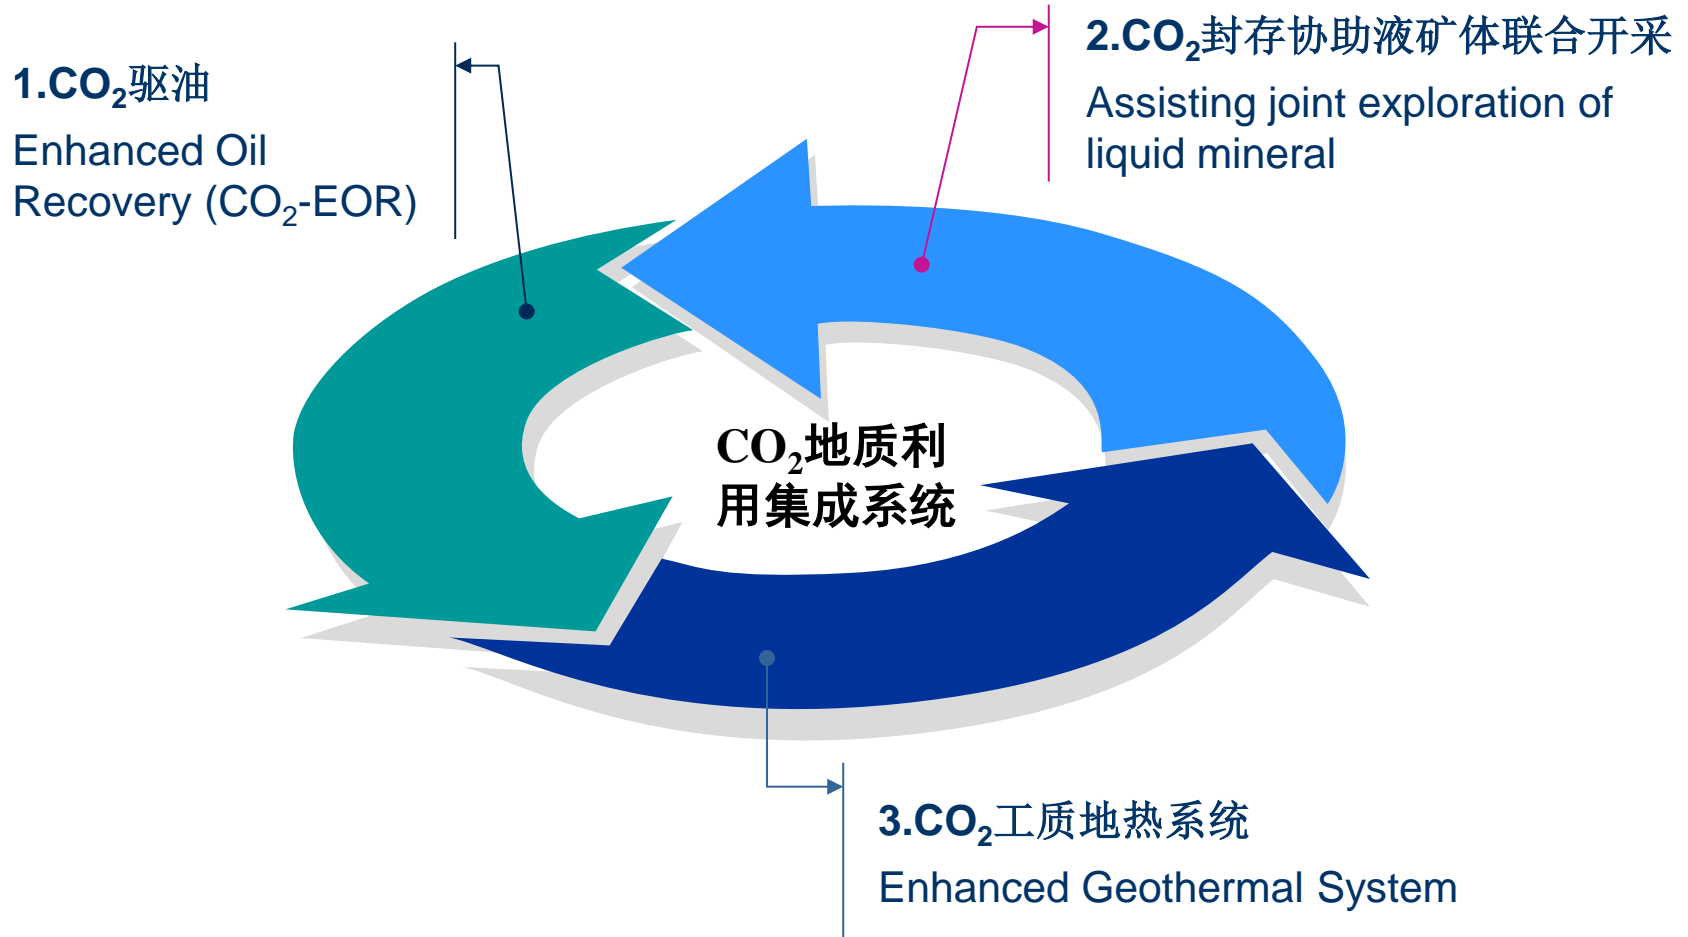 1.CO₂驱油
Enhanced Oil
Recovery (CO₂-EOR)
2.CO₂封存协助液矿体联合开采
Assisting joint exploration of
liquid mineral
CO₂地质利
用集成系统
3.CO₂工质地热系统
Enhanced Geothermal System